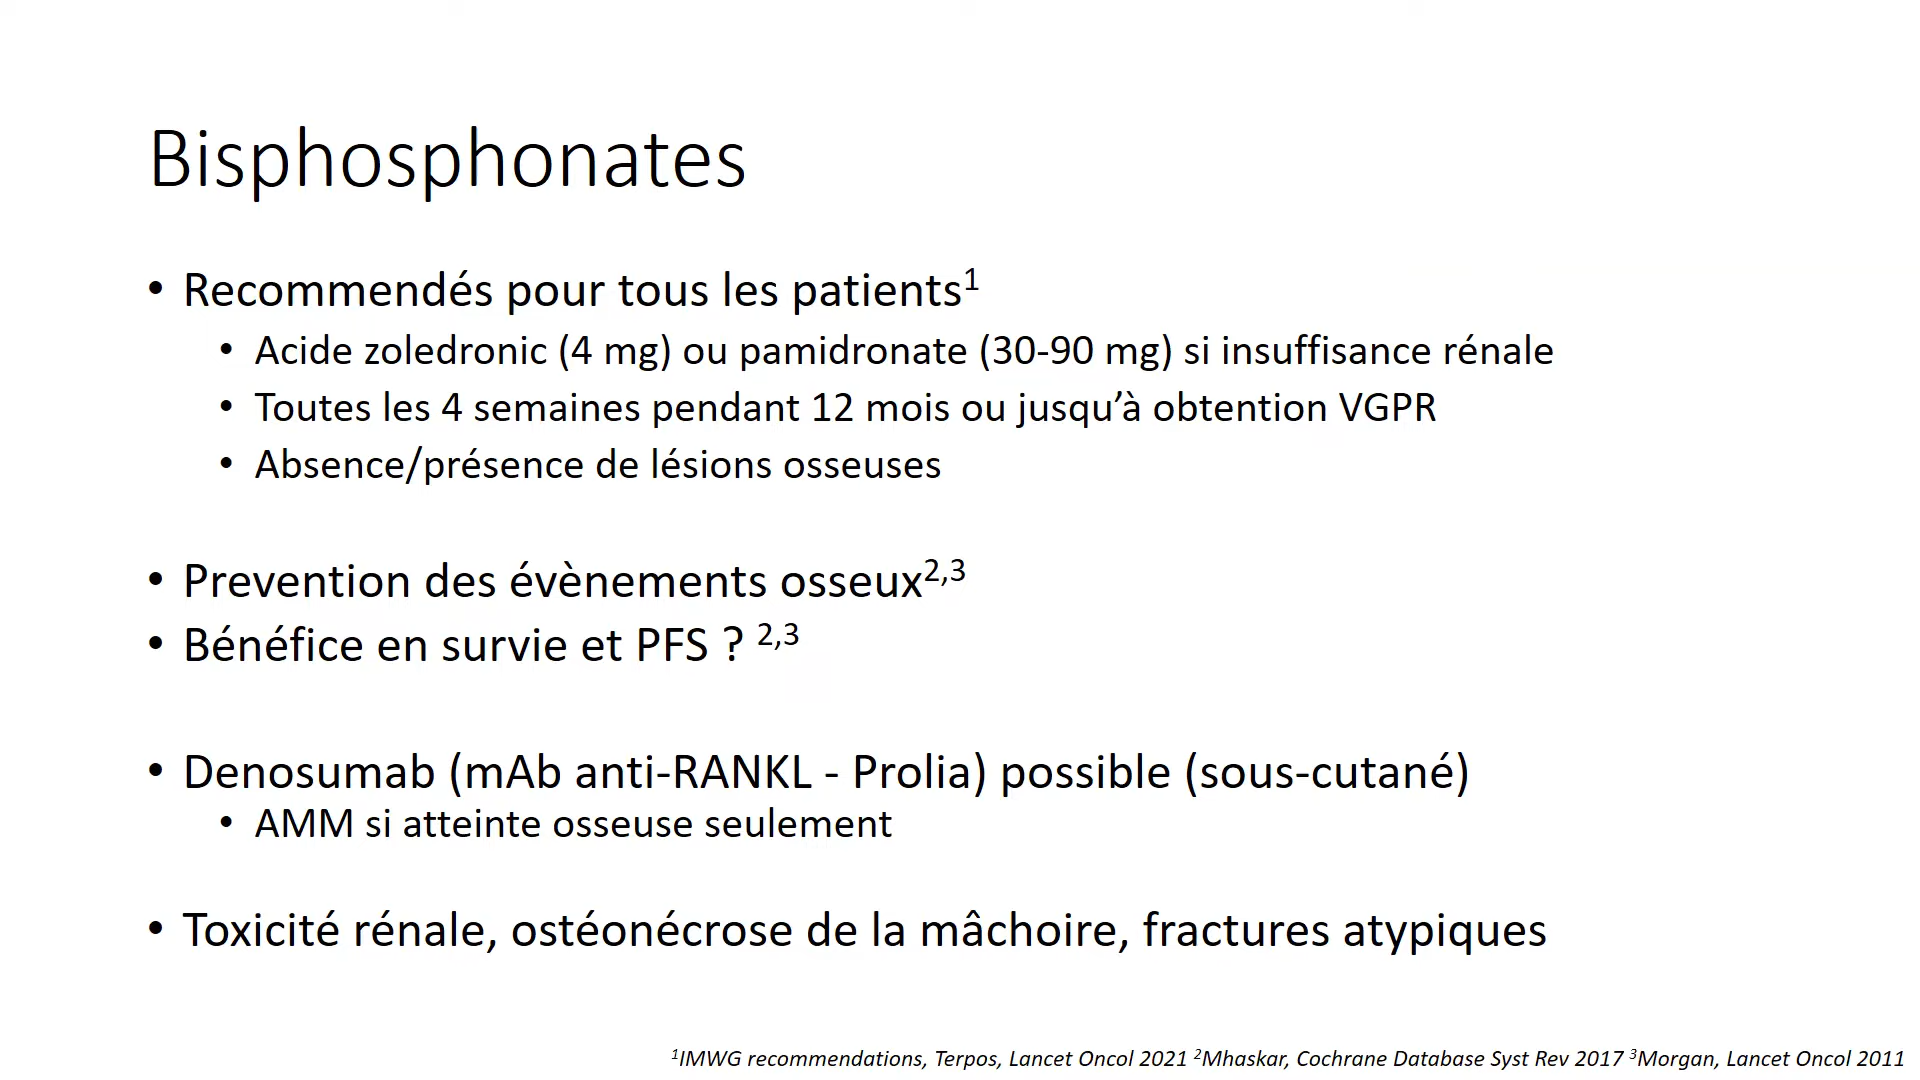 Bisphosphonates
• Recommendés pour tous les patients1
• Acide zoledronic (4 mg) ou pamidronate (30-90 mg) si insuffisance rénale
• Toutes les 4 semaines pendant 12 mois ou jusqu’à obtention VGPR
• Absence/présence de lésions osseuses
• Prevention des évènements osseux2,3
• Bénéfice en survie et PFS ? 2,3
• Denosumab (mAb anti-RANKL - Prolia) possible (sous-cutané)
• AMM si atteinte osseuse seulement
• Toxicité rénale, ostéonécrose de la mâchoire, fractures atypiques
1IMWG recommendations, Terpos, Lancet Oncol 2021 2Mhaskar, Cochrane Database Syst Rev 2017 3Morgan, Lancet Oncol 2011